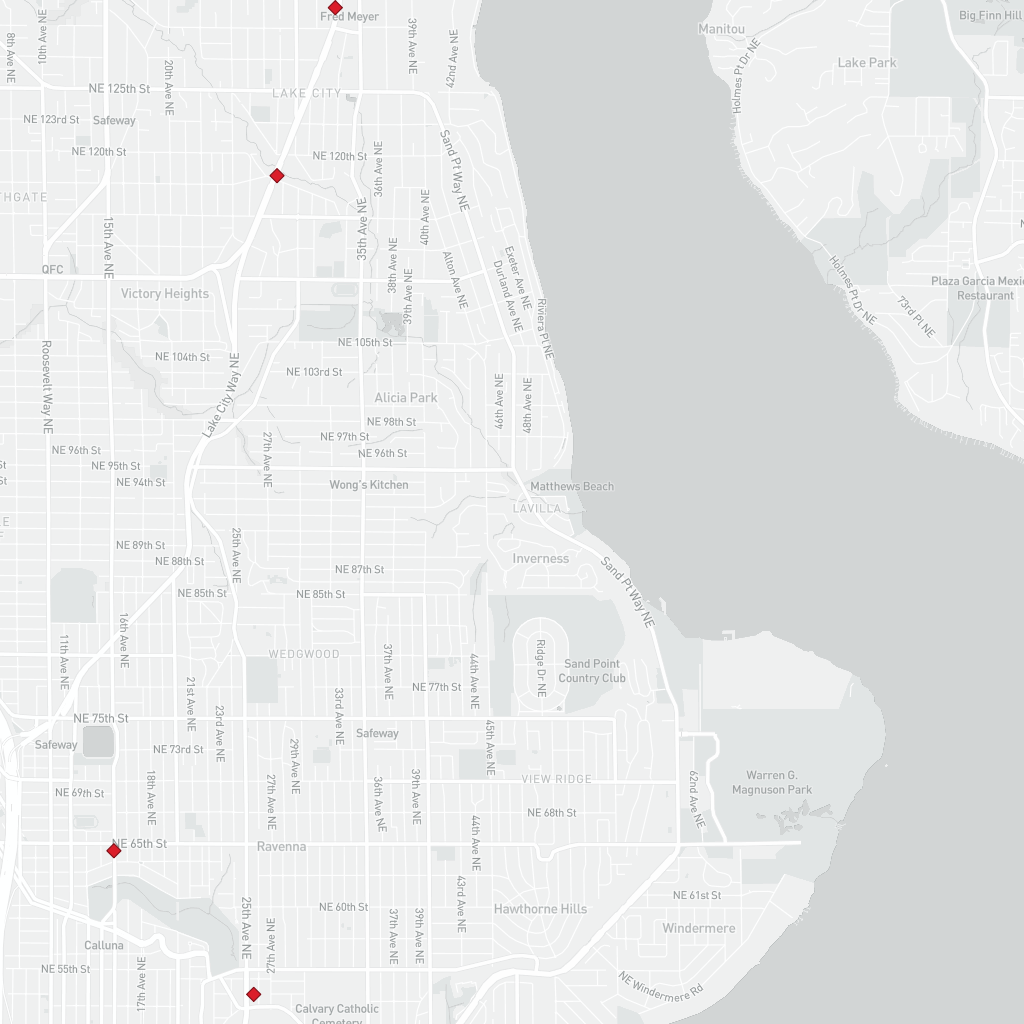 Fred Meyer
Big Finn Hill
Manitou
8th Ave NE
10th Ave NE
39th Ave NE
42nd Ave NE
Holmes Pt Dr NE
Lake Park
20th Ave NE
NE 125th St
LAKE CITY
NE 123rd St
Safeway
NE 120th St
NE 120th St
Sand Pt Way NE
36th Ave NE
THGATE
15th Ave NE
35th Ave NE
40th Ave NE
38th Ave NE
39th Ave NE
Alton Ave NE
Exeter Ave NE
Durland Ave NE
Riviera Pl NE
QFC
Victory Heights
Holmes Pt Dr NE
73rd Pl NE
Plaza Garcia Mexic
Restaurant
NE 105th St
NE 104th St
NE 103rd St
Roosevelt Way NE
Lake City Way NE
Alicia Park
46th Ave NE
48th Ave NE
NE 98th St
NE 97th St
NE 96th St
NE 96th St
27th Ave NE
NE 95th St
NE 94th St
Wong's Kitchen
Matthews Beach
LAVILLA
25th Ave NE
NE 89th St
NE 88th St
Inverness
NE 87th St
Sand Pt Way NE
NE 85th St
NE 85th St
16th Ave NE
11th Ave NE
WEDGWOOD
37th Ave NE
44th Ave NE
Ridge Dr NE
Sand Point
Country Club
NE 77th St
21st Ave NE
23rd Ave NE
33rd Ave NE
NE 75th St
Safeway
45th Ave NE
Safeway
NE 73rd St
29th Ave NE
VIEW RIDGE
Warren G.
Magnuson Park
62nd Ave NE
NE 69th St
18th Ave NE
27th Ave NE
36th Ave NE
39th Ave NE
NE 68th St
44th Ave NE
NE 65th St
Ravenna
NE 61st St
43rd Ave NE
NE 60th St
Hawthorne Hills
25th Ave NE
27th Ave NE
37th Ave NE
39th Ave NE
Windermere
Calluna
NE 55th St
17th Ave NE
NE Windermere Rd
Calvary Catholic
Cemetery